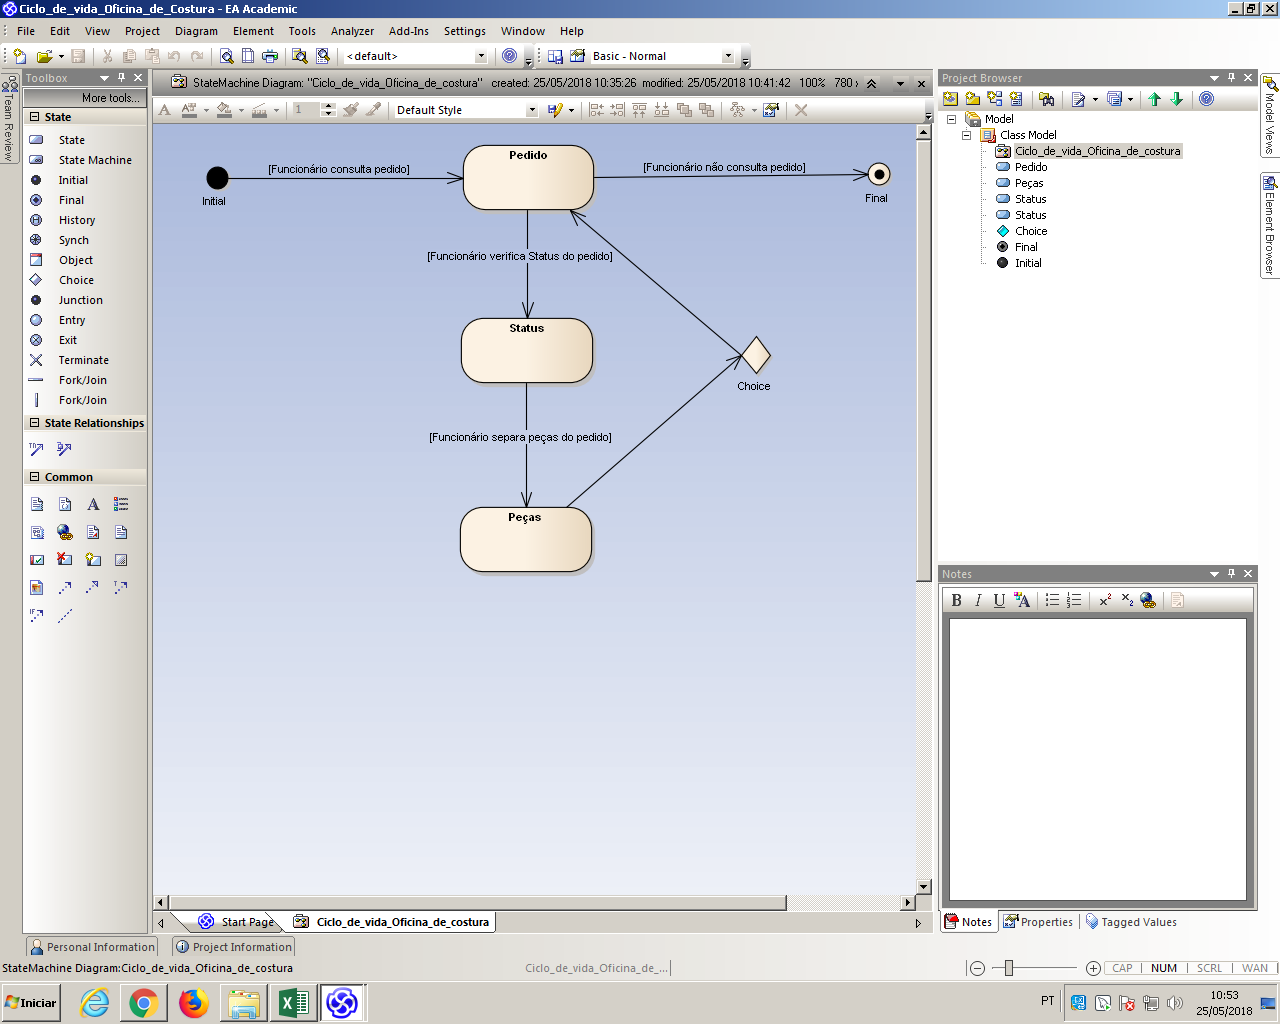 Ciclo_de_vida_Oficina_de_Costura - EA Academic
File Edit View Project Diagram Element Tools Analyzer Add-Ins Settings Window Help
<default>
Basic - Normal
Team Review
Toolbox
More tools...
State
State
State Machine
Initial
Final
History
Synch
Object
Choice
Junction
Entry
Exit
Terminate
Fork/Join
Fork/Join
State Relationships
Common
StateMachine Diagram: "Ciclo_de_vida_Oficina_de_costura" created: 25/05/2018 10:35:26 modified: 25/05/2018 10:41:42 100% 780
1
Default Style
Initial
[Funcionário consulta pedido]
Pedido
[Funcionário não consulta pedido]
Final
[Funcionário verifica Status do pedido]
Status
Choice
[Funcionário separa peças do pedido]
Peças
Start Page
Ciclo_de_vida_Oficina_de_costura
Project Browser
Model
Class Model
Ciclo_de_vida_Oficina_de_costura
Pedido
Peças
Status
Status
Choice
Final
Initial
Model Views
Element Browser
Notes
B I U A x² x₂
Notes Properties Tagged Values
Personal Information Project Information
StateMachine Diagram:Ciclo_de_vida_Oficina_de_costura
Ciclo_de_vida_Oficina_de_...
CAP NUM SCRL WAN
Iniciar
PT
10:53
25/05/2018